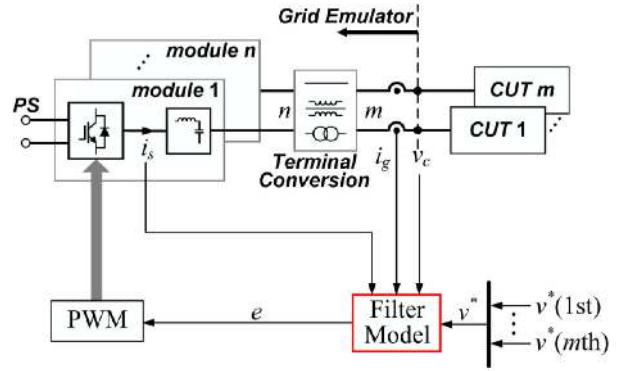 Grid Emulator
module n
module 1
PS
i_s
n
m
Terminal
Conversion
i_g
v_c
CUT m
CUT 1
PWM
e
Filter
Model
v^*
v^*(1st)
v^*(mth)